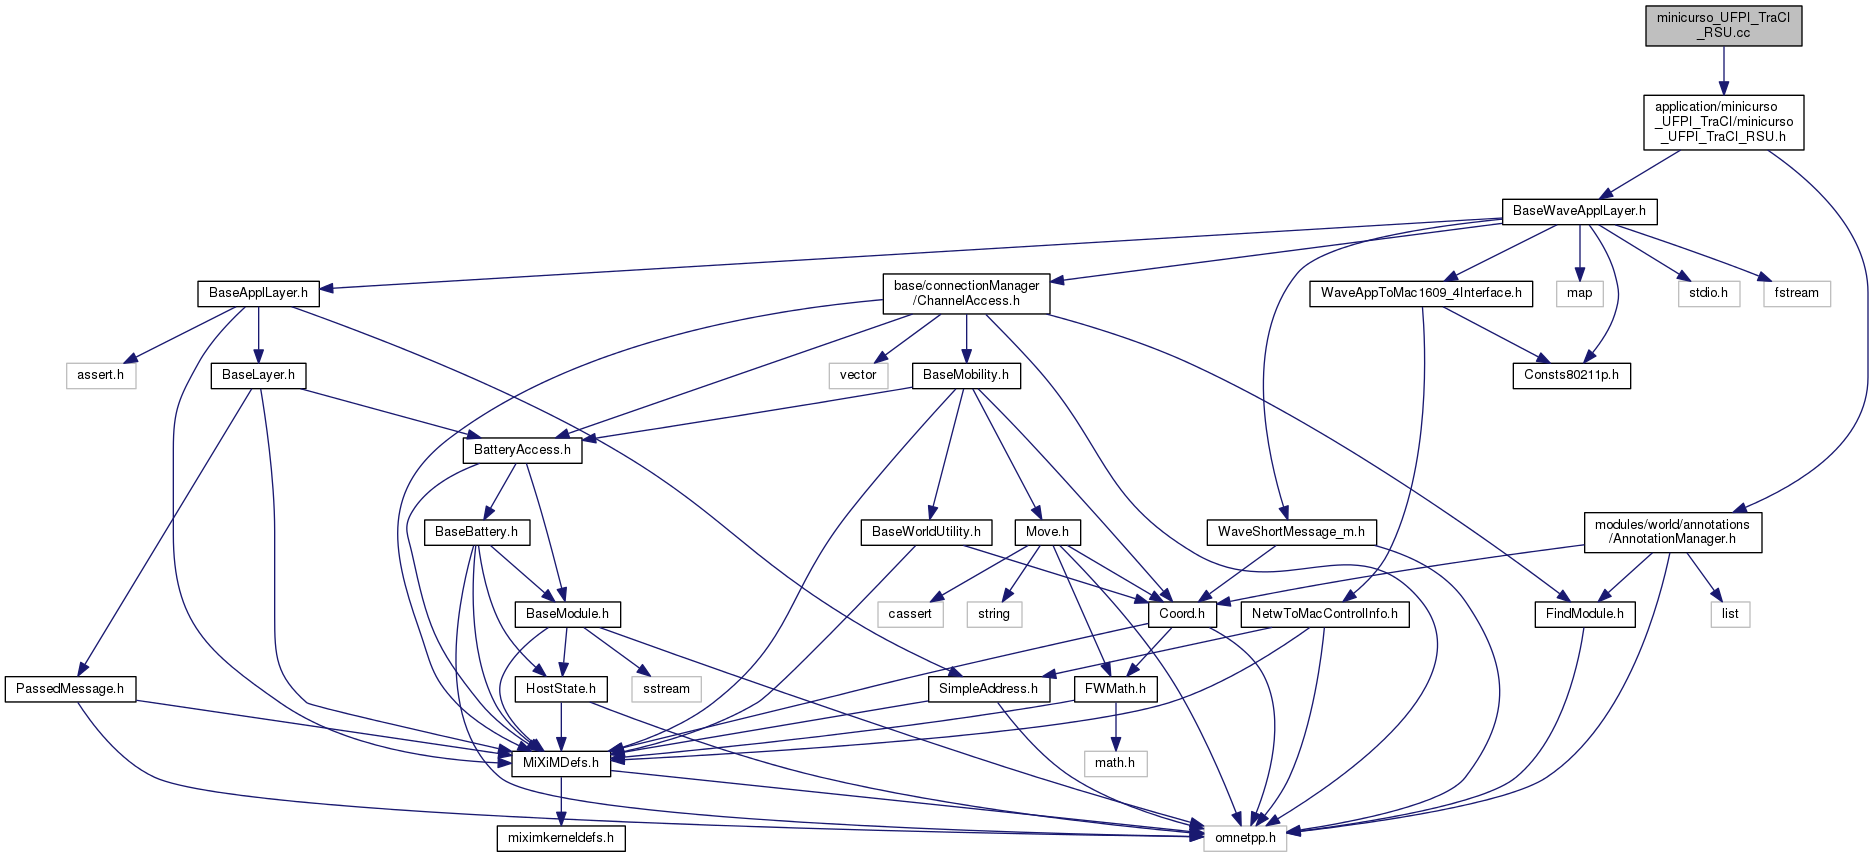 minicurso_UFPI_TraCI
_RSU.cc
application/minicurso
_UFPI_TraCI/minicurso
_UFPI_TraCI_RSU.h
BaseWaveApplLayer.h
BaseApplLayer.h
base/connectionManager
/ChannelAccess.h
WaveAppToMac1609_4Interface.h
map
stdio.h
fstream
assert.h
BaseLayer.h
vector
BaseMobility.h
Consts80211p.h
BatteryAccess.h
BaseBattery.h
BaseWorldUtility.h
Move.h
WaveShortMessage_m.h
modules/world/annotations
/AnnotationManager.h
BaseModule.h
cassert
string
Coord.h
NetwToMacControlInfo.h
FindModule.h
list
PassedMessage.h
HostState.h
sstream
SimpleAddress.h
FWMath.h
MiXiMDefs.h
math.h
miximkerneldefs.h
omnetpp.h